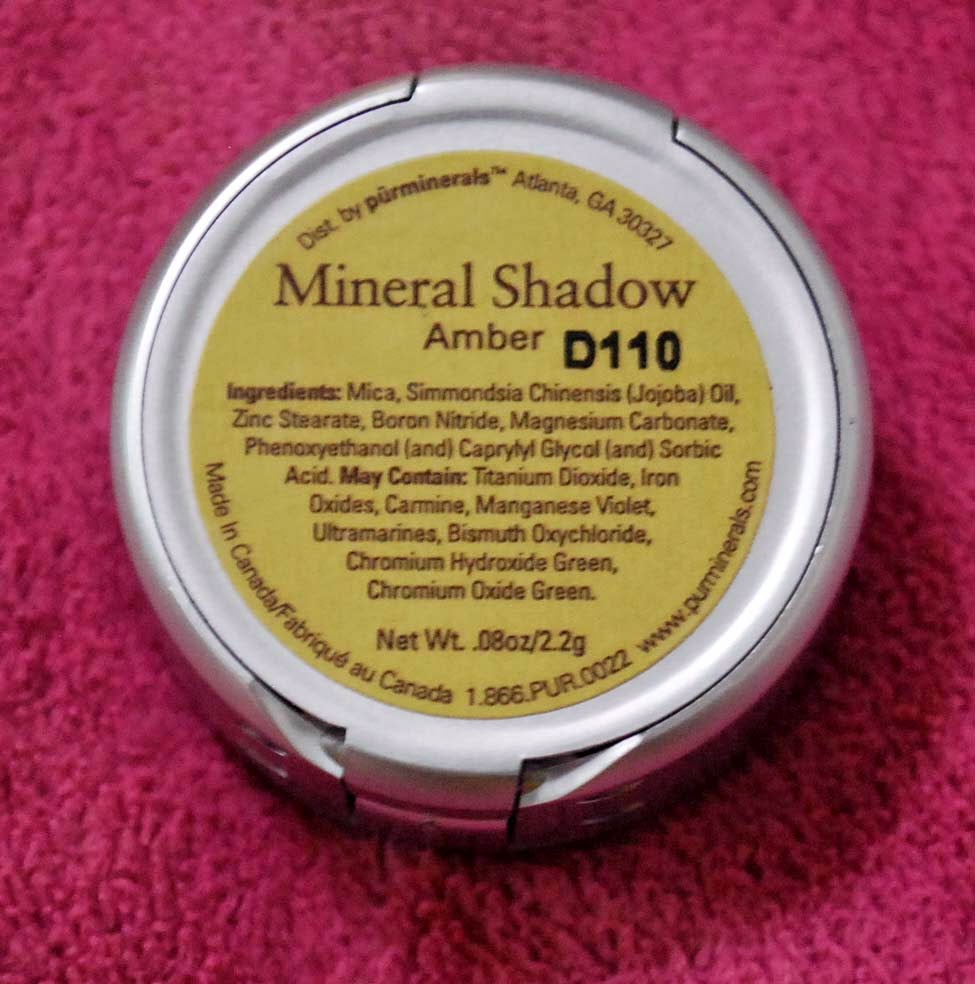 Dist. by pürminerals™ Atlanta, GA 30327
Mineral Shadow
Amber D110
Ingredients: Mica, Simmondsia Chinensis (Jojoba) Oil,
Zinc Stearate, Boron Nitride, Magnesium Carbonate,
Phenoxyethanol (and) Caprylyl Glycol (and) Sorbic
Acid. May Contain: Titanium Dioxide, Iron
Oxides, Carmine, Manganese Violet,
Ultramarines, Bismuth Oxychloride,
Chromium Hydroxide Green,
Chromium Oxide Green.
Net Wt. .08oz/2.2g
Made In Canada/Fabriqué au Canada 1.866.PUR.0022 www.purminerals.com